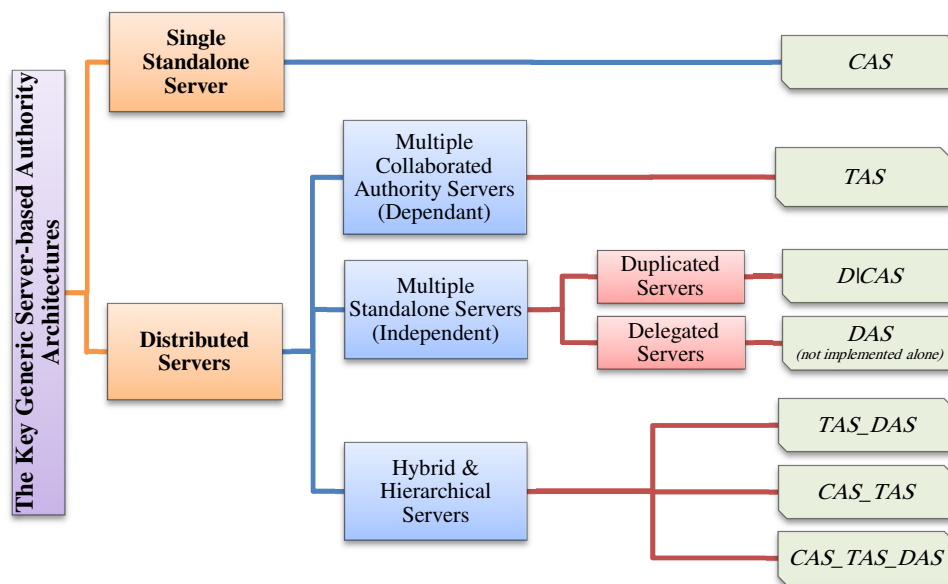 The Key Generic Server-based Authority
Architectures
Single
Standalone
Server
CAS
Multiple
Collaborated
Authority Servers
(Dependant)
TAS
Distributed
Servers
Multiple
Standalone Servers
(Independent)
Duplicated
Servers
D|CAS
Delegated
Servers
DAS
(not implemented alone)
Hybrid &
Hierarchical
Servers
TAS_DAS
CAS_TAS
CAS_TAS_DAS